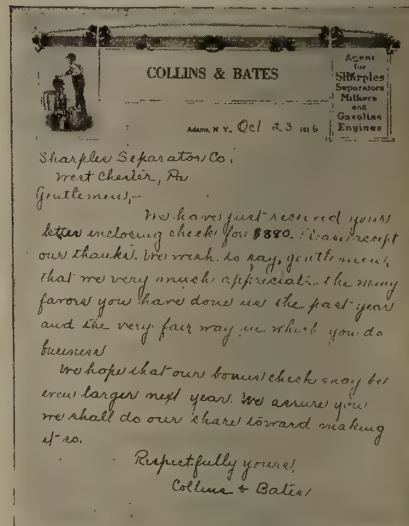 COLLINS & BATES
Agent
for
Sharples
Separators
Milkers
and
Gasoline
Engines
Adams, N. Y., Oct 23 1916
Sharples Separator Co.
West Chester, Pa
Gentlemen,-
We have just received yours
letter enclosing check for $880. Please accept
our thanks. We wish to say, gentlemen,
that we very much appreciate the many
favors you have done us the past year
and the very fair way in which you do
business
We hope that our bonus check may be
even larger next year. We assure you
we shall do our share toward making
it so.
Respectfully yours,
Collins & Bates